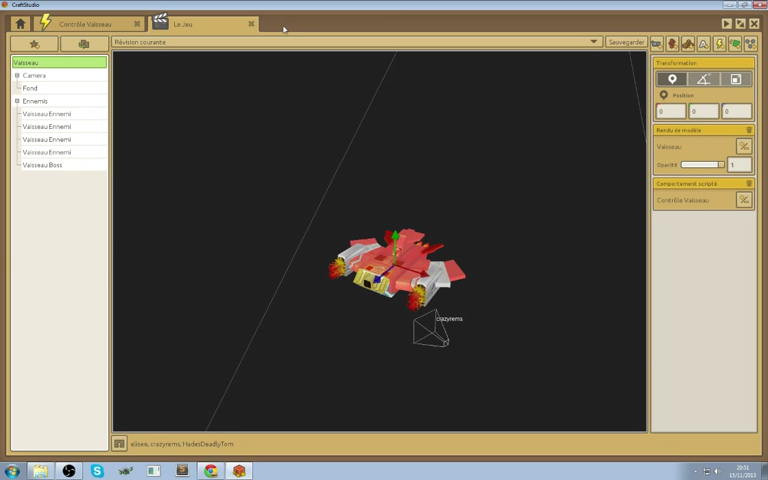 CraftStudio
Contrôle Vaisseau
Le Jeu
Révision courante
Sauvegarder
Vaisseau
Camera
Fond
Ennemis
Vaisseau Ennemi
Vaisseau Ennemi
Vaisseau Ennemi
Vaisseau Ennemi
Vaisseau Boss
crazyrems
Transformation
Position
0 0 0
Rendu de modèle
Vaisseau
Opacité 1
Comportement scripté
Contrôle Vaisseau
elisee, crazyrems, HadesDeadlyTom
20:51
15/11/2013